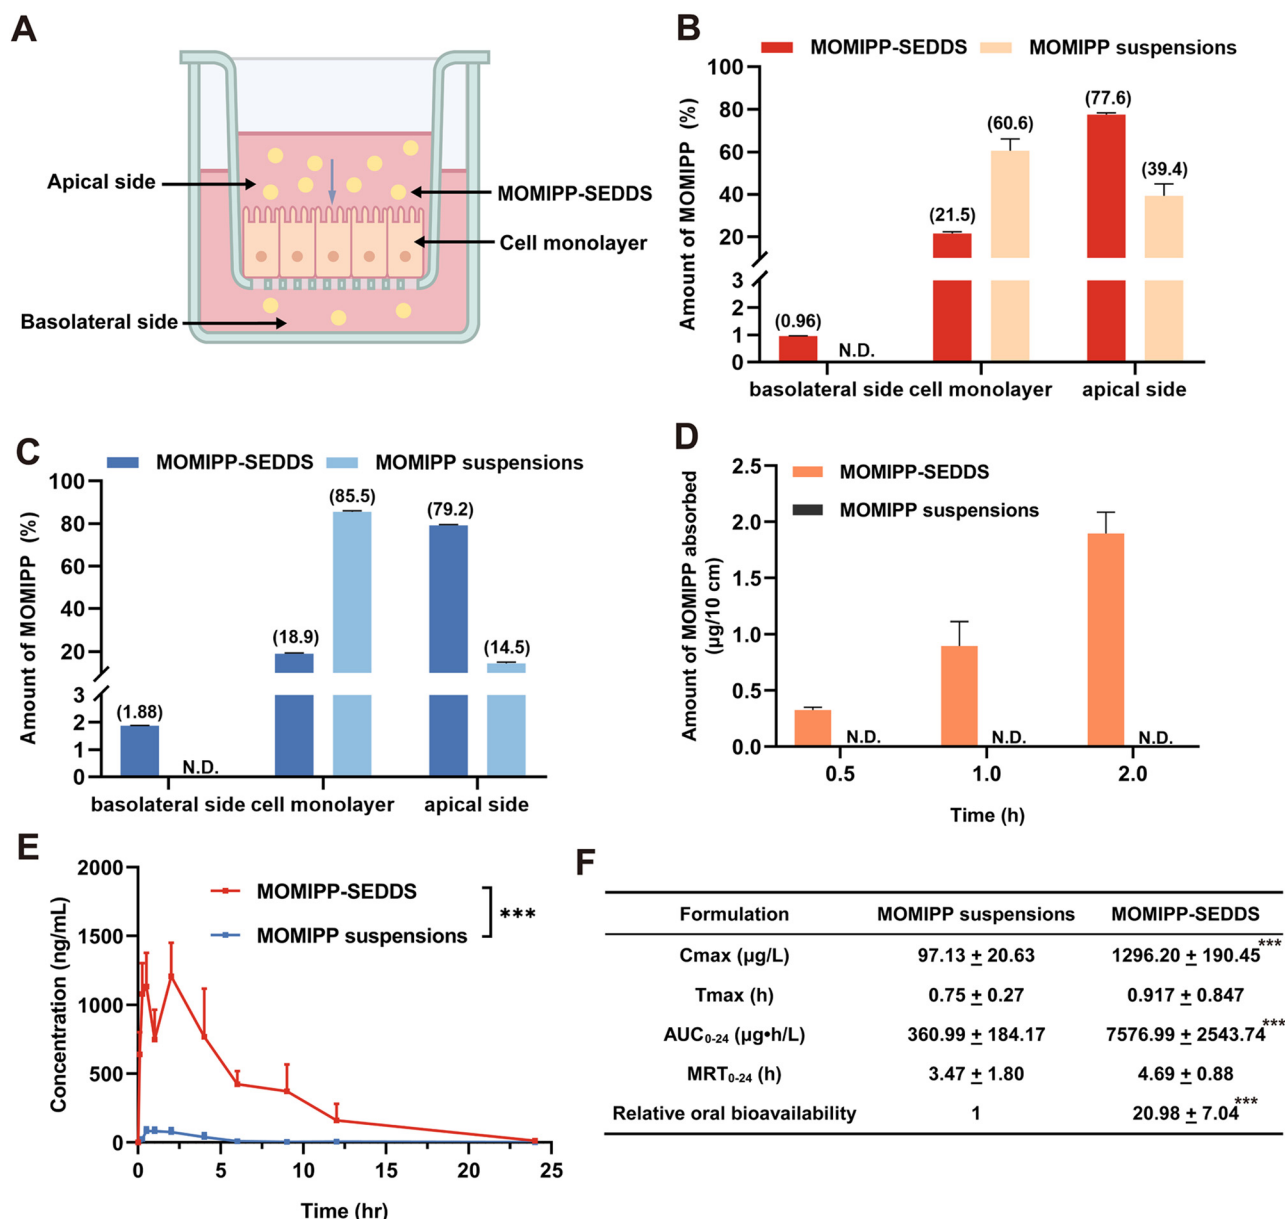 A
Apical side
MOMIPP-SEDDS
Cell monolayer
Basolateral side
B
MOMIPP-SEDDS MOMIPP suspensions
Amount of MOMIPP (%)
100
80
60
40
20
3
2
1
0
(0.96)
N.D.
(21.5)
(60.6)
(77.6)
(39.4)
basolateral side cell monolayer apical side
C
MOMIPP-SEDDS MOMIPP suspensions
Amount of MOMIPP (%)
100
80
60
40
20
3
2
1
0
(1.88)
N.D.
(18.9)
(85.5)
(79.2)
(14.5)
basolateral side cell monolayer apical side
D
MOMIPP-SEDDS
MOMIPP suspensions
Amount of MOMIPP absorbed
(μg/10 cm)
2.5
2.0
1.5
1.0
0.5
0.0
N.D. N.D. N.D.
0.5 1.0 2.0
Time (h)
E
MOMIPP-SEDDS
MOMIPP suspensions
***
Concentration (ng/mL)
2000
1500
1000
500
0
0 5 10 15 20 25
Time (hr)
F
Formulation MOMIPP suspensions MOMIPP-SEDDS
Cmax (μg/L) 97.13 ± 20.63 1296.20 ± 190.45***
Tmax (h) 0.75 ± 0.27 0.917 ± 0.847
AUC0-24 (μg•h/L) 360.99 ± 184.17 7576.99 ± 2543.74***
MRT0-24 (h) 3.47 ± 1.80 4.69 ± 0.88
Relative oral bioavailability 1 20.98 ± 7.04***